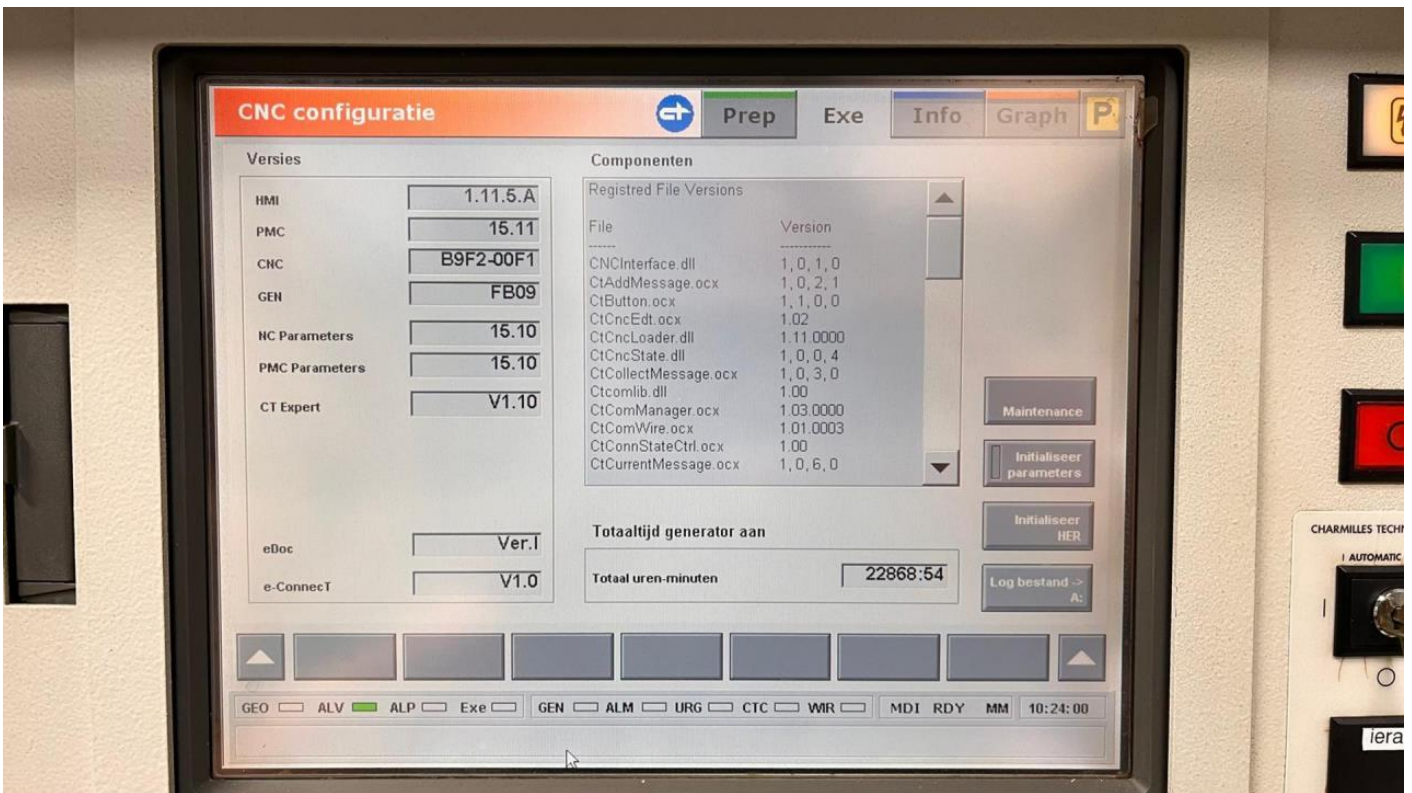 CNC configuratie
Prep
Exe
Info
Graph
P
Versies
HMI 1.11.5.A
PMC 15.11
CNC B9F2-00F1
GEN FB09
NC Parameters 15.10
PMC Parameters 15.10
CT Expert V1.10
eDoc Ver.I
e-ConnecT V1.0
Componenten
Registred File Versions
File Version
------ -----------
CNCInterface.dll 1, 0, 1, 0
CtAddMessage.ocx 1, 0, 2, 1
CtButton.ocx 1, 1, 0, 0
CtCncEdt.ocx 1.02
CtCncLoader.dll 1.11.0000
CtCncState.dll 1, 0, 0, 4
CtCollectMessage.ocx 1, 0, 3, 0
Ctcomlib.dll 1.00
CtComManager.ocx 1.03.0000
CtComWire.ocx 1.01.0003
CtConnStateCtrl.ocx 1.00
CtCurrentMessage.ocx 1, 0, 6, 0
Totaaltijd generator aan
Totaal uren-minuten 22868:54
Maintenance
Initialiseer
parameters
Initialiseer
HER
Log bestand ->
A:
GEO ALV ALP Exe GEN ALM URG CTC WIR MDI RDY MM 10:24:00
CHARMILLES TECHN
AUTOMATIC
iera